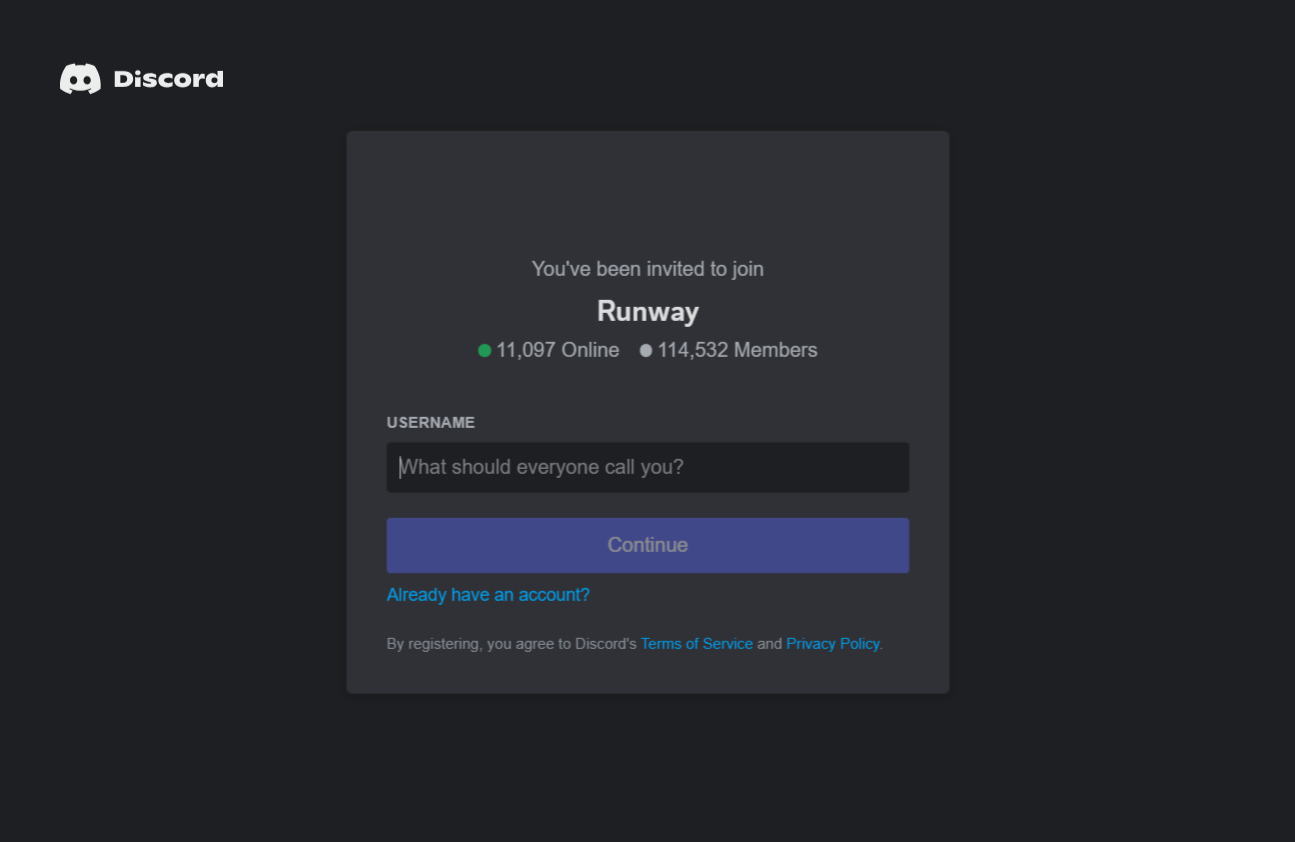 Discord
You've been invited to join
Runway
11,097 Online 114,532 Members
USERNAME
What should everyone call you?
Continue
Already have an account?
By registering, you agree to Discord's Terms of Service and Privacy Policy.